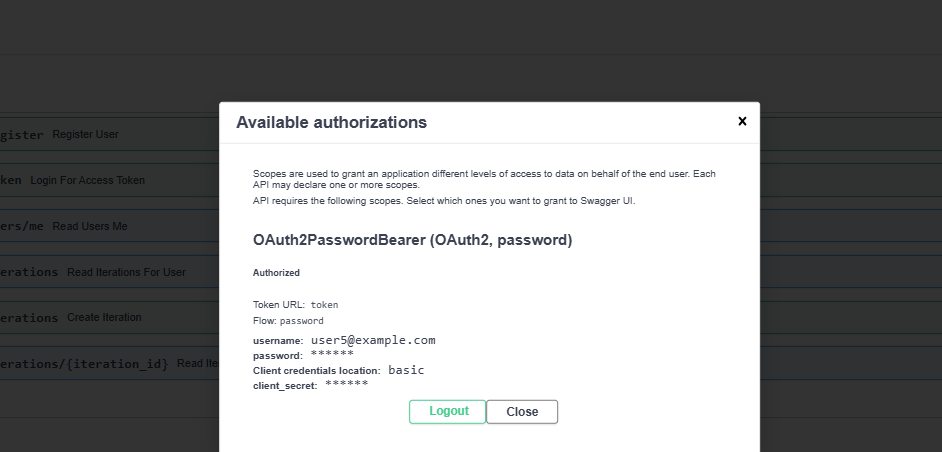 Available authorizations
x
Scopes are used to grant an application different levels of access to data on behalf of the end user. Each
API may declare one or more scopes.
API requires the following scopes. Select which ones you want to grant to Swagger UI.
OAuth2PasswordBearer (OAuth2, password)
Authorized
Token URL: token
Flow: password
username: user5@example.com
password: ******
Client credentials location: basic
client_secret: ******
Logout Close
gister Register User
ken Login For Access Token
ers/me Read Users Me
erations Read Iterations For User
erations Create Iteration
erations/{iteration_id} Read Ite